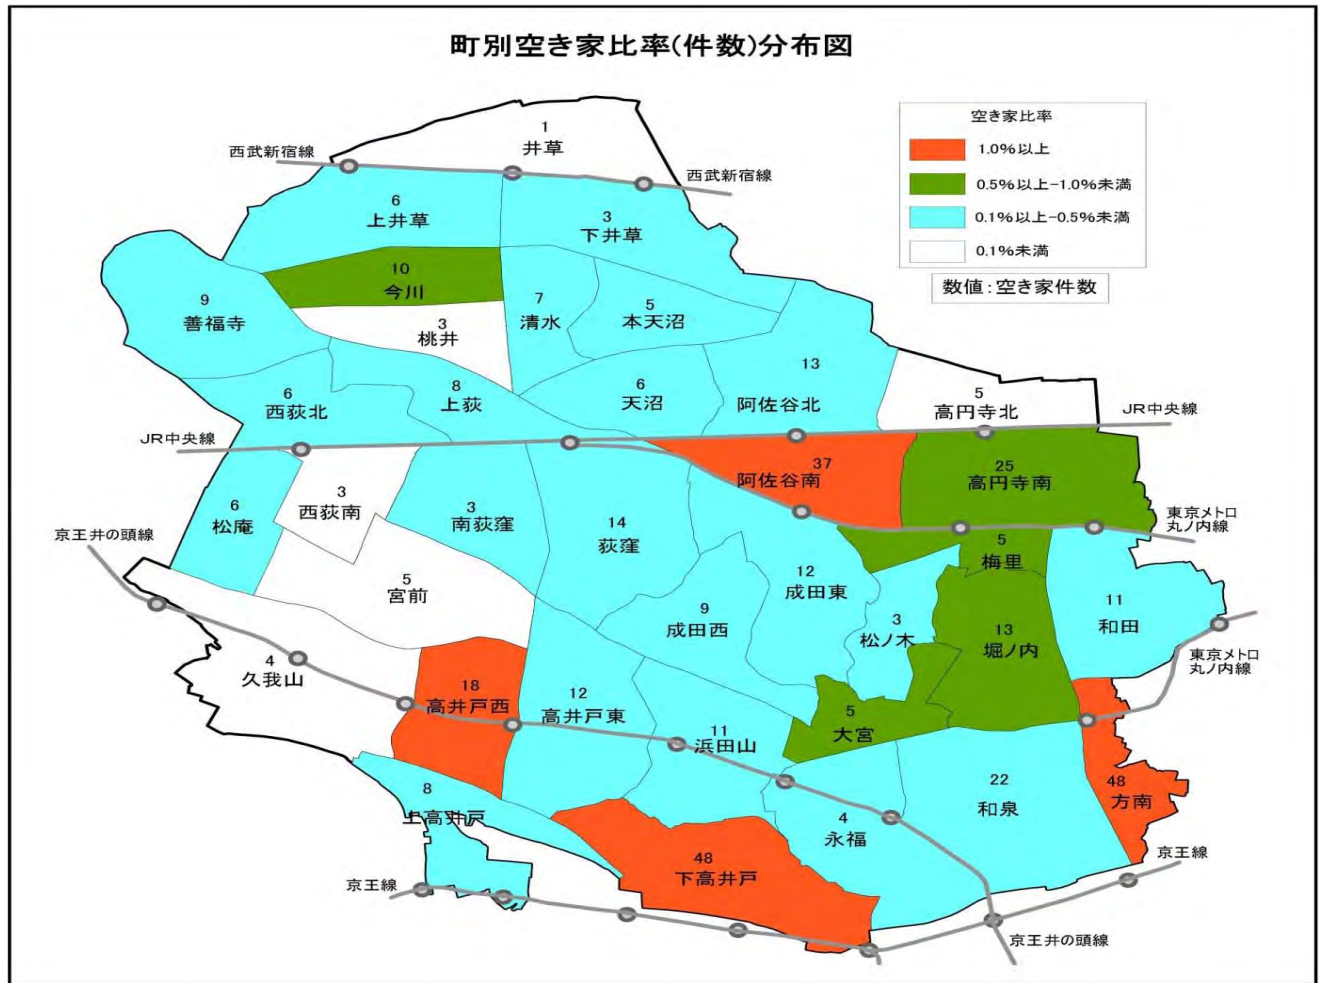 町別空き家比率(件数)分布図
空き家比率
1.0%以上
0.5%以上-1.0%未満
0.1%以上-0.5%未満
0.1%未満
数値:空き家件数
1
井草
西武新宿線
西武新宿線
6
上井草
3
下井草
10
今川
9
善福寺
7
清水
5
本天沼
3
桃井
13
阿佐谷北
6
西荻北
8
上荻
6
天沼
5
高円寺北
JR中央線
JR中央線
37
阿佐谷南
25
高円寺南
3
西荻南
6
松庵
3
南荻窪
14
荻窪
東京メトロ
丸ノ内線
京王井の頭線
5
梅里
5
宮前
12
成田東
9
成田西
3
松ノ木
13
堀ノ内
11
和田
東京メトロ
丸ノ内線
4
久我山
18
高井戸西
12
高井戸東
11
浜田山
5
大宮
22
和泉
48
方南
8
上高井戸
4
永福
48
下高井戸
京王線
京王線
京王井の頭線